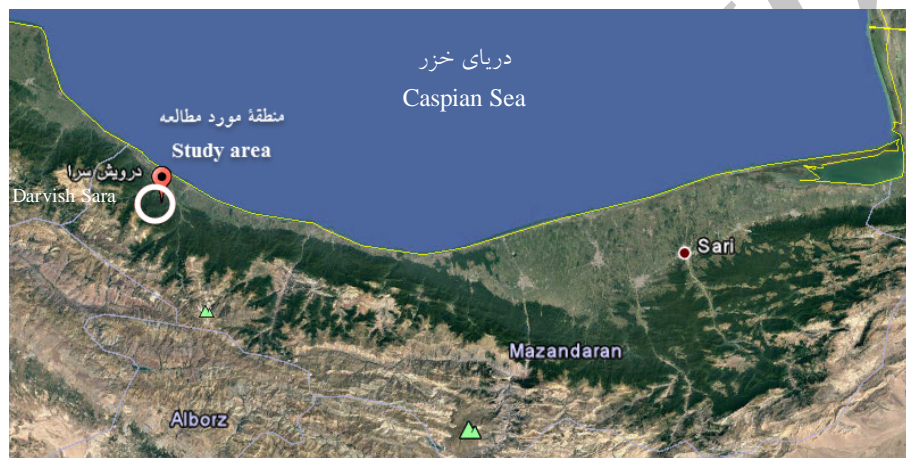 دریای خزر
Caspian Sea
منطقهٔ مورد مطالعه
Study area
درویش سرا
Darvish Sara
Sari
Mazandaran
Alborz